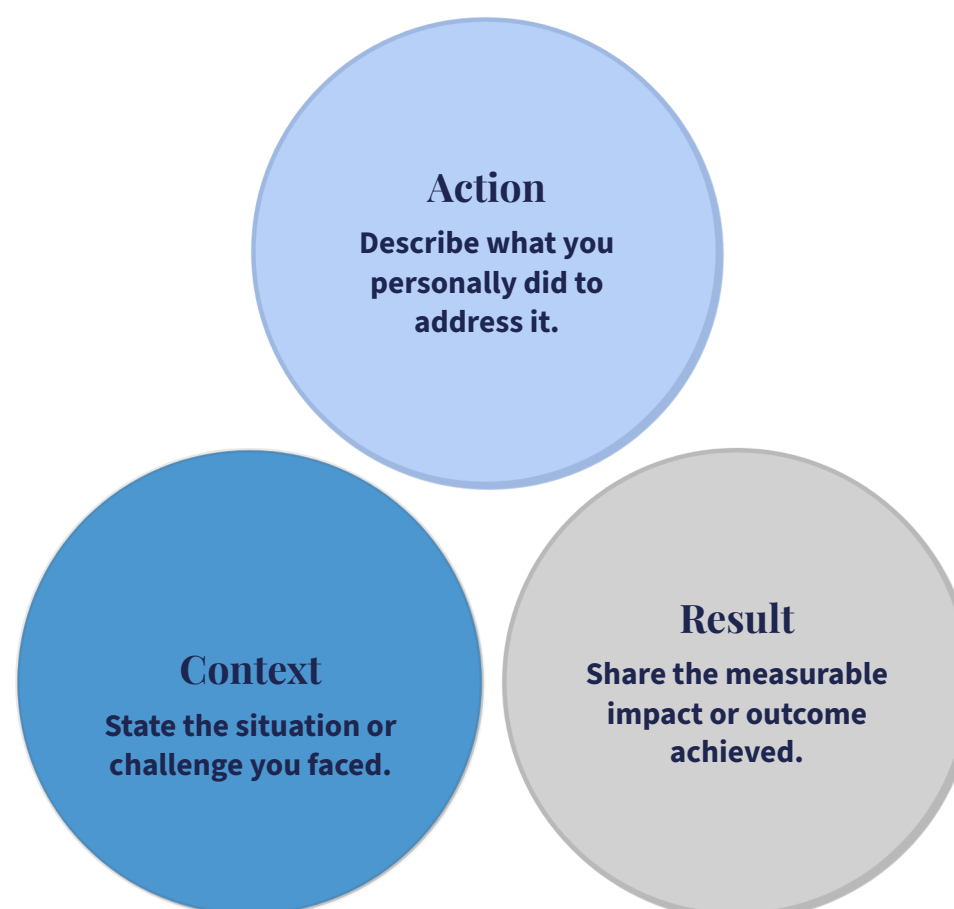 Action
Describe what you
personally did to
address it.
Context
State the situation or
challenge you faced.
Result
Share the measurable
impact or outcome
achieved.